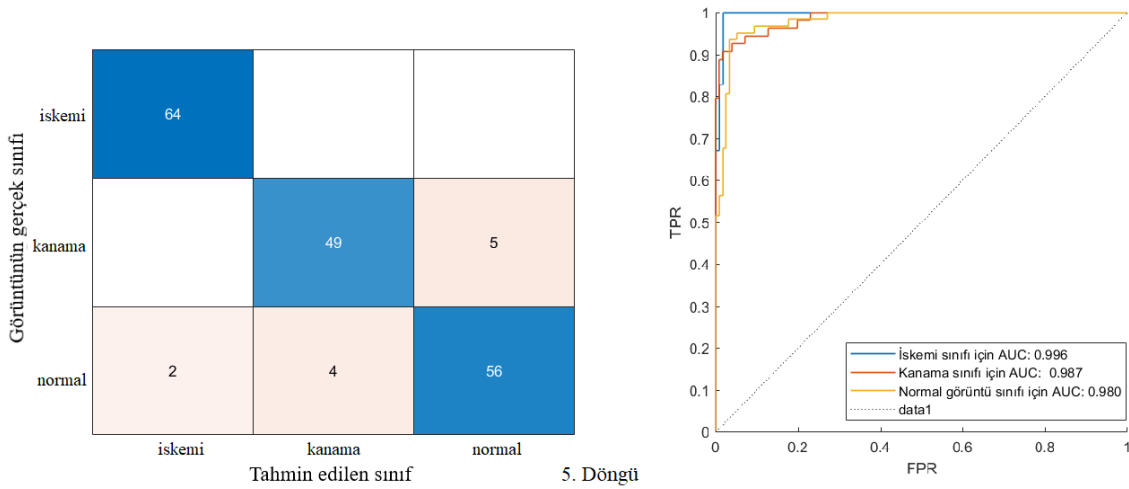 Görüntünün gerçek sınıfı
iskemi
64
kanama
49
5
normal
2
4
56
iskemi
kanama
normal
Tahmin edilen sınıf
5. Döngü
TPR
1
0.9
0.8
0.7
0.6
0.5
0.4
0.3
0.2
0.1
0
İskemi sınıfı için AUC: 0.996
Kanama sınıfı için AUC: 0.987
Normal görüntü sınıfı için AUC: 0.980
data1
0
0.2
0.4
0.6
0.8
1
FPR